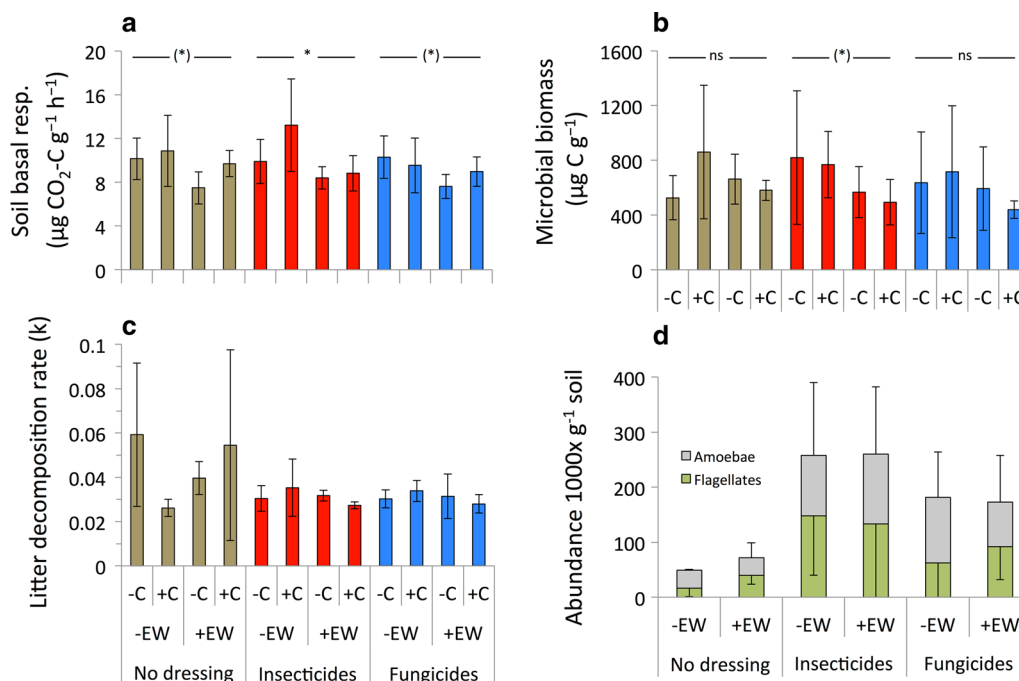 a
Soil basal resp.
(µg CO₂-C g⁻¹ h⁻¹)
20
16
12
8
4
0
(*) * (*)
b
Microbial biomass
(µg C g⁻¹)
1600
1200
800
400
0
ns (*) ns
-C +C -C +C -C +C -C +C -C +C -C +C
c
Litter decomposition rate (k)
0.1
0.08
0.06
0.04
0.02
0
-C +C -C +C -C +C -C +C -C +C -C +C
-EW +EW -EW +EW -EW +EW
No dressing Insecticides Fungicides
d
Abundance 1000x g⁻¹ soil
400
300
200
100
0
Amoebae
Flagellates
-EW +EW -EW +EW -EW +EW
No dressing Insecticides Fungicides